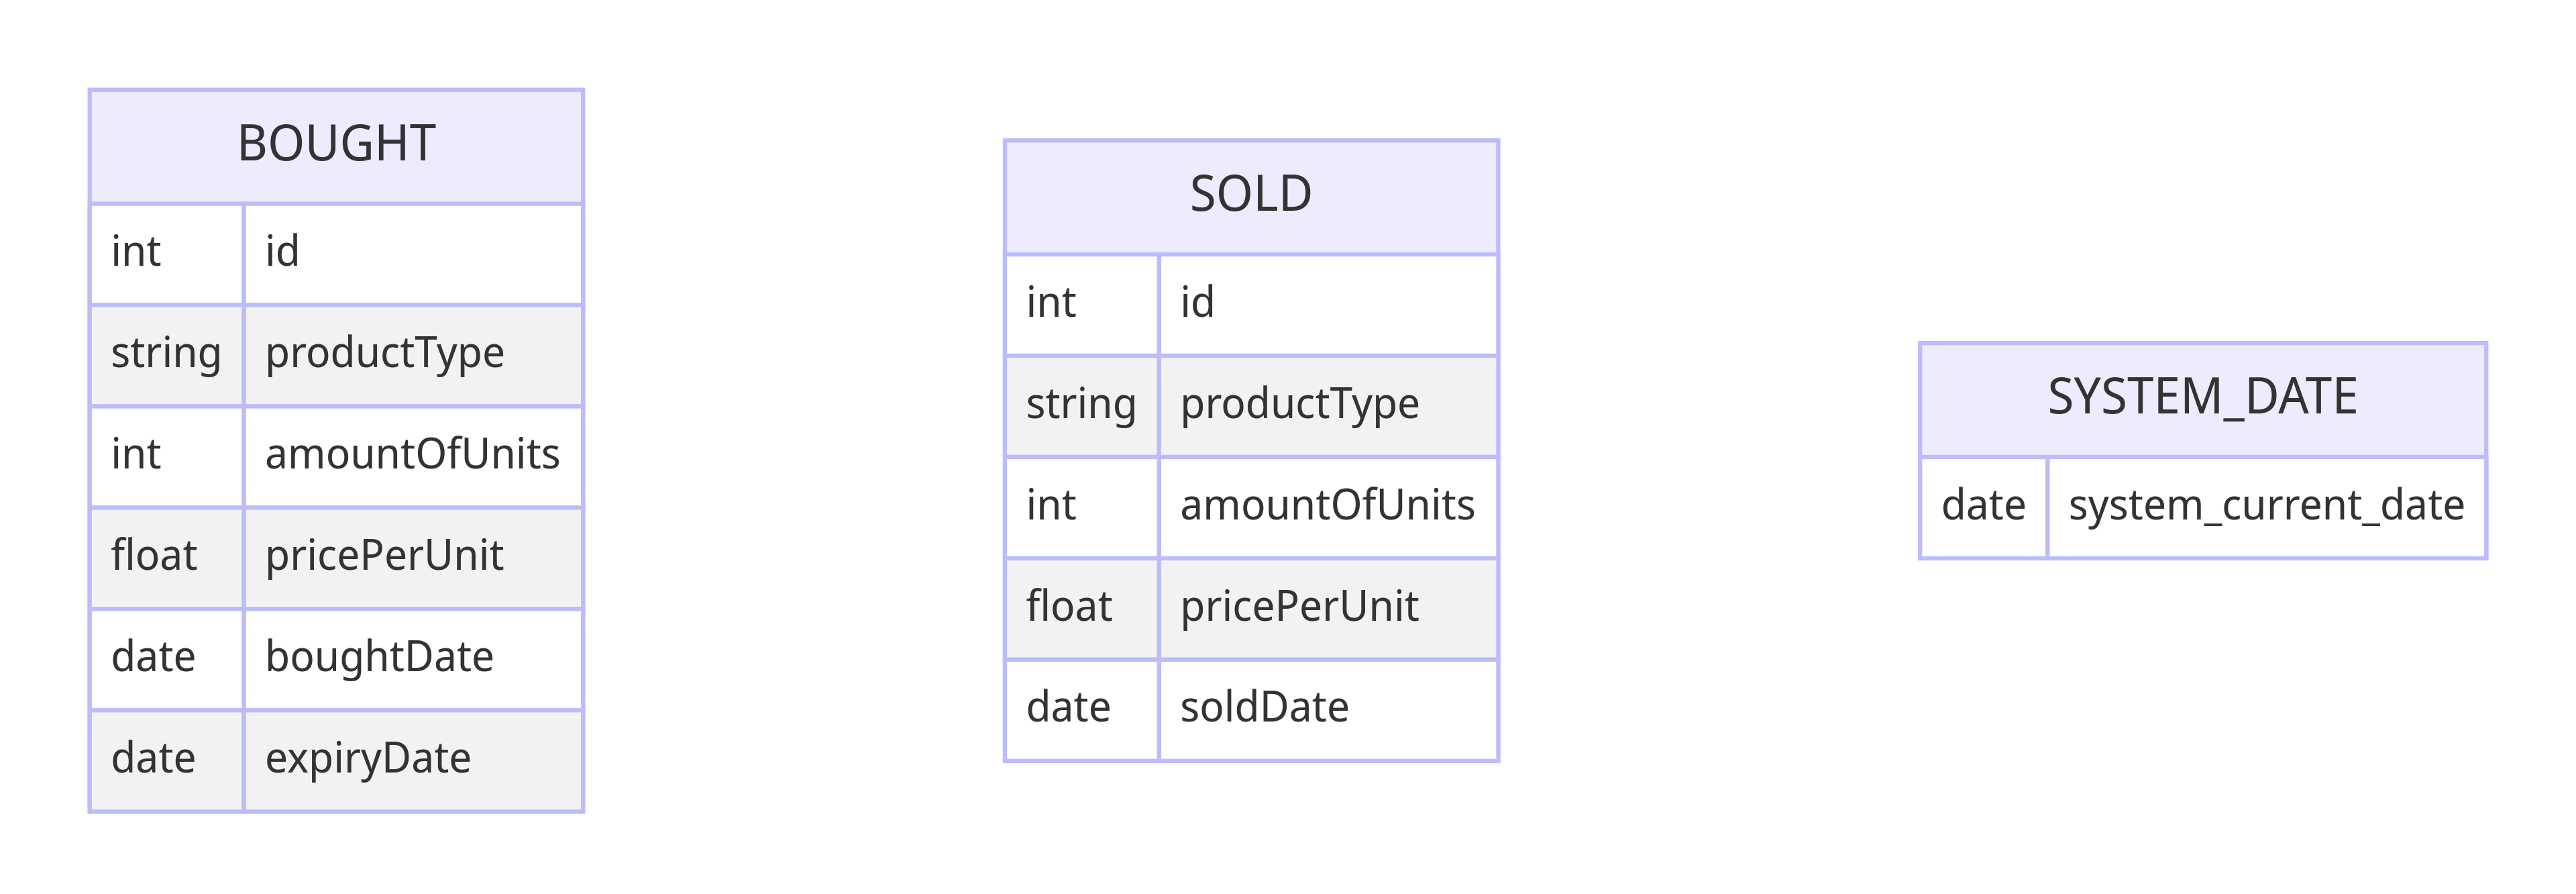 BOUGHT
int id
string productType
int amountOfUnits
float pricePerUnit
date boughtDate
date expiryDate
SOLD
int id
string productType
int amountOfUnits
float pricePerUnit
date soldDate
SYSTEM_DATE
date system_current_date